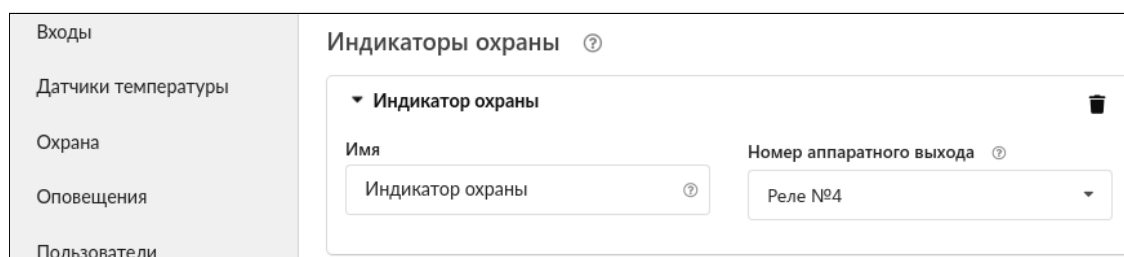 Входы
Датчики температуры
Охрана
Оповещения
Пользователи
Индикаторы охраны ?
Индикатор охраны
Имя
Индикатор охраны ?
Номер аппаратного выхода ?
Реле №4